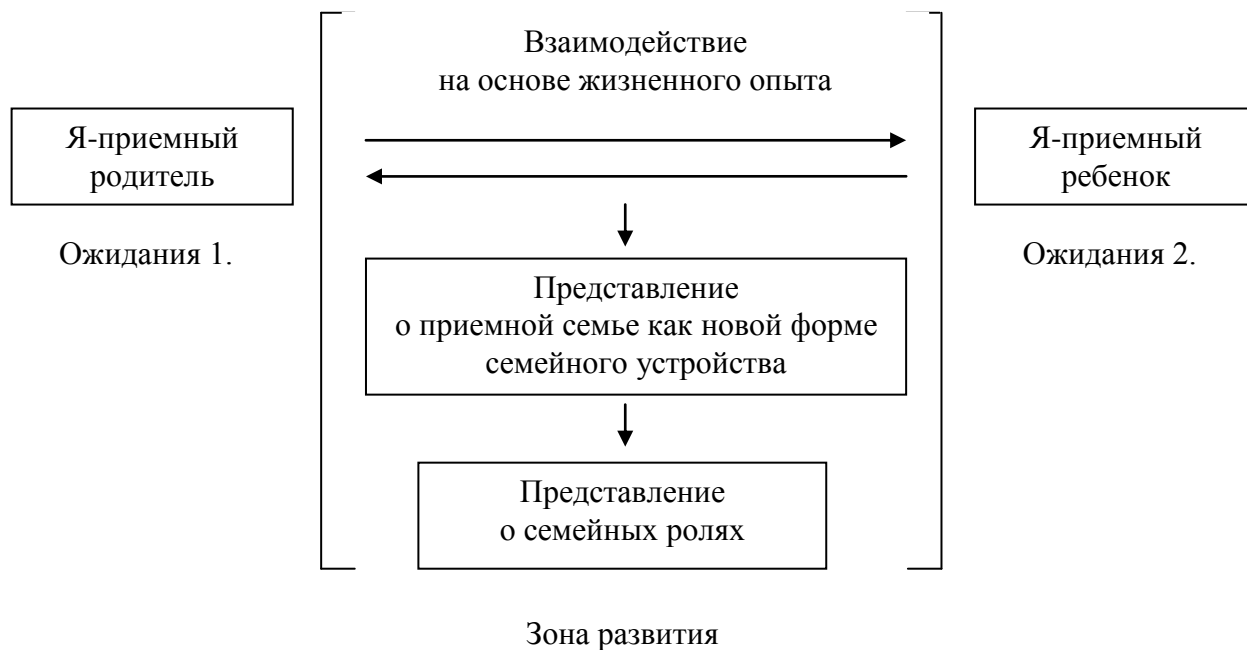 Взаимодействие
на основе жизненного опыта
Я-приемный
родитель
Я-приемный
ребенок
Ожидания 1.
Ожидания 2.
Представление
о приемной семье как новой форме
семейного устройства
Представление
о семейных ролях
Зона развития